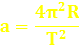 a = 4π²R / T²